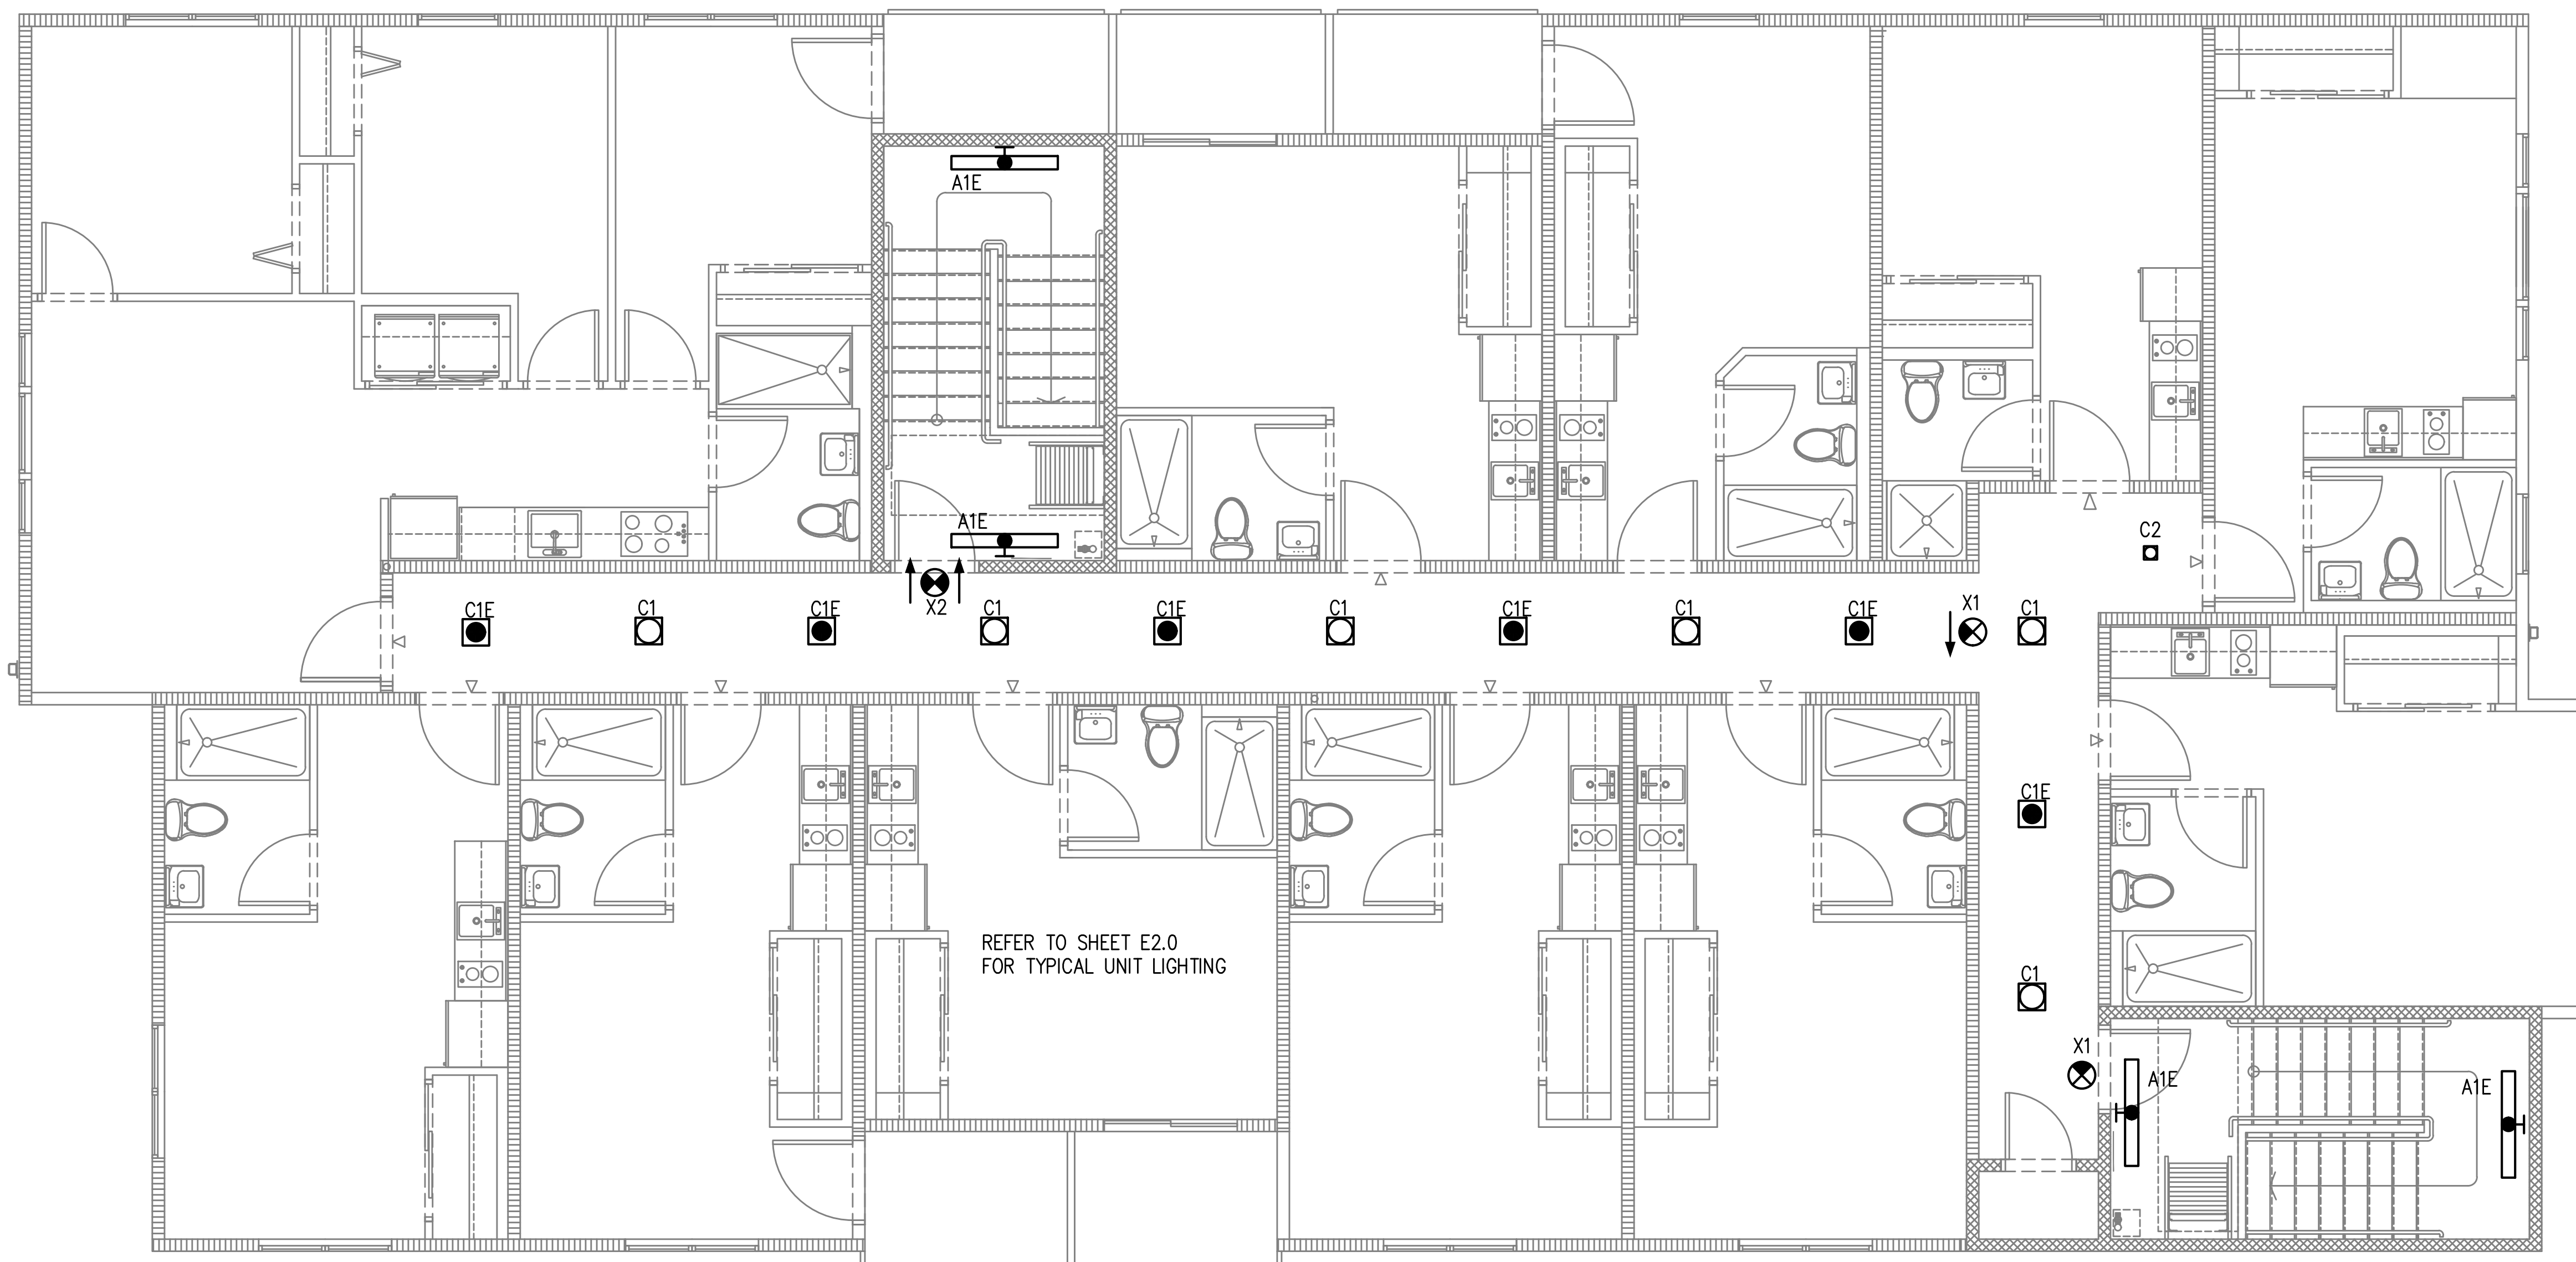 A1E
A1E
C2
C1E
C1
C1E
X2
C1
C1E
C1
C1E
C1
C1E
X1
C1
C1E
REFER TO SHEET E2.0
FOR TYPICAL UNIT LIGHTING
C1
X1
A1E
A1E